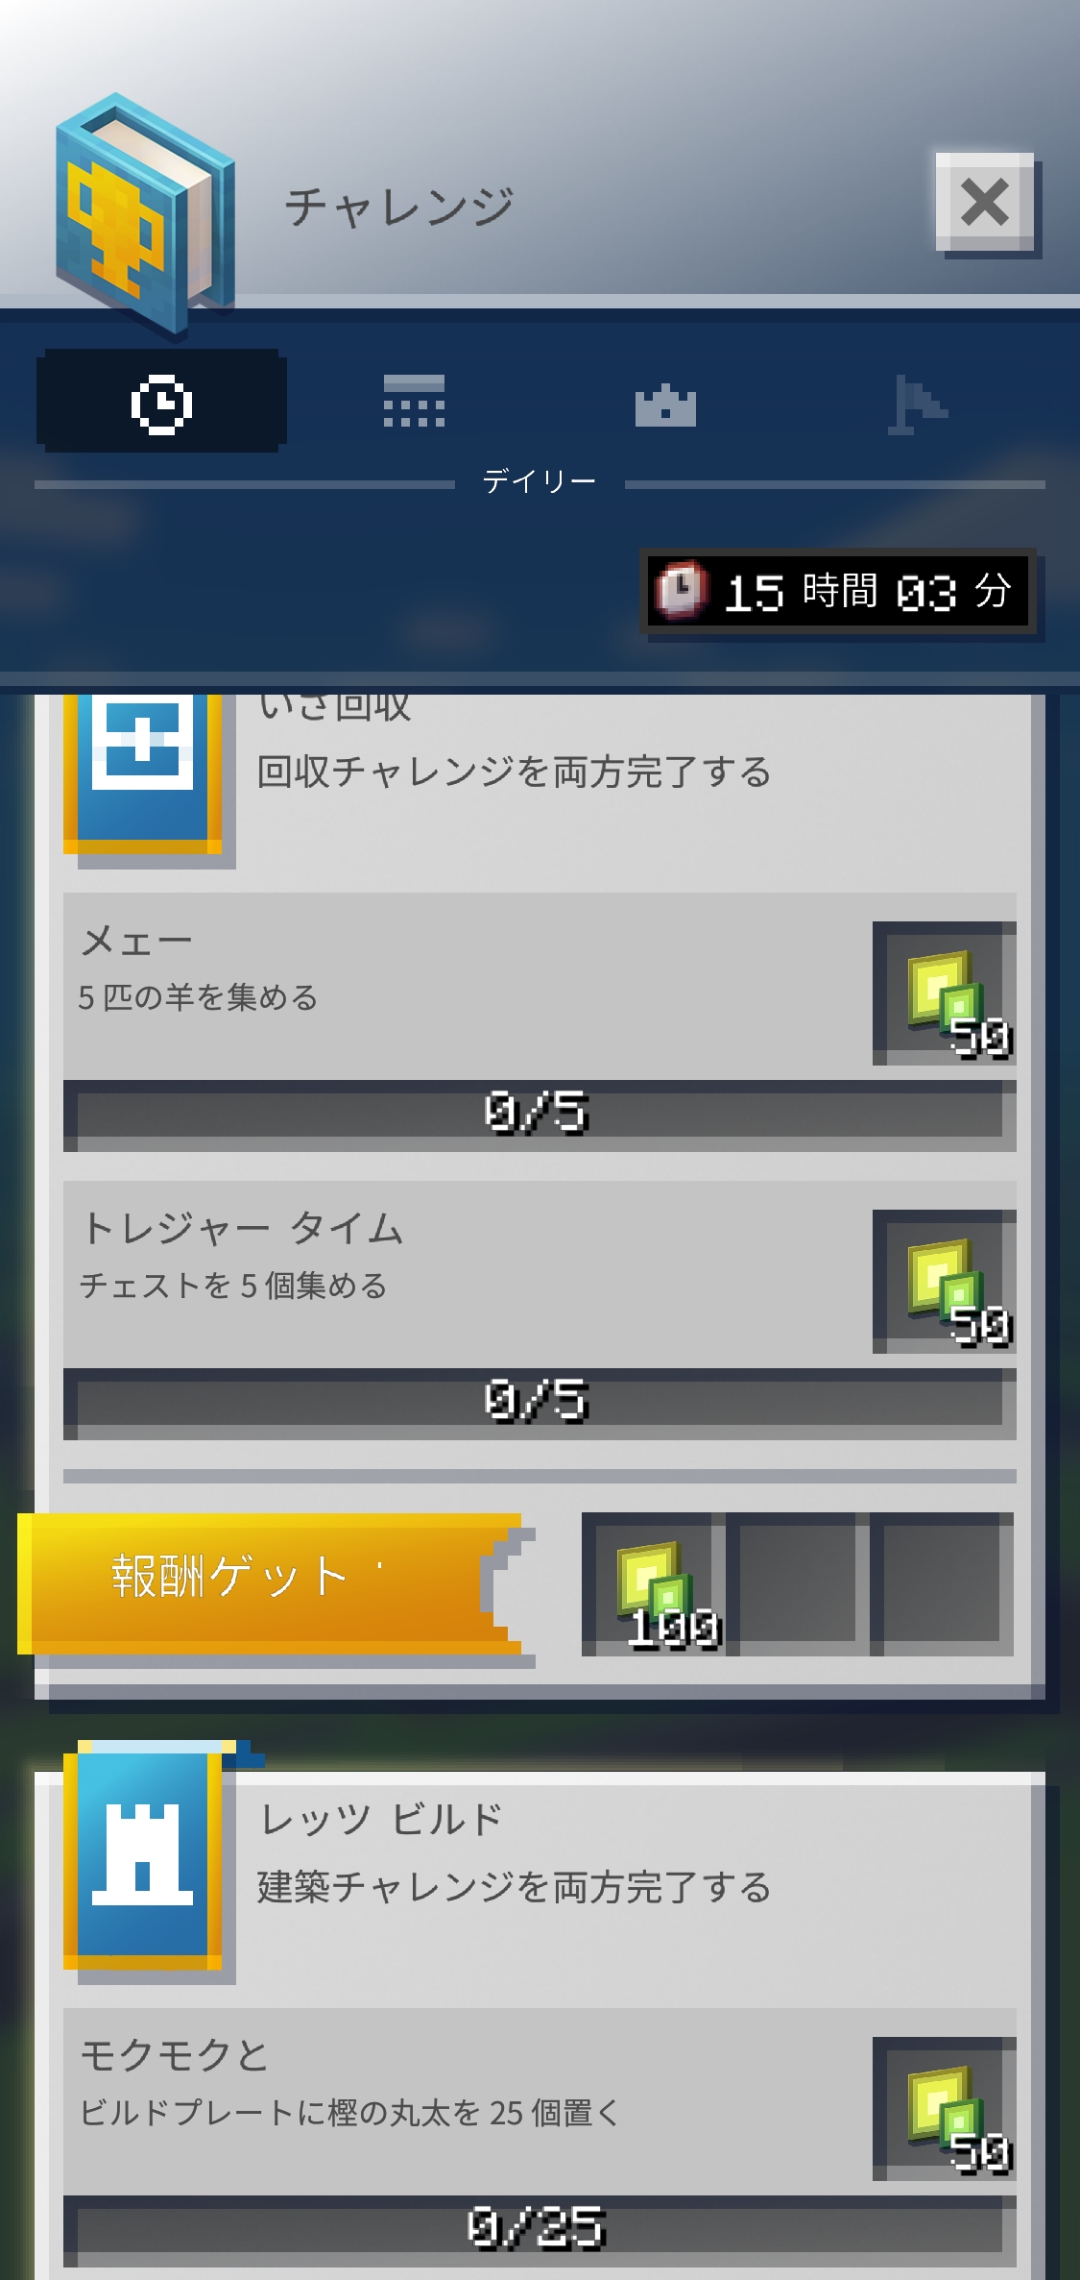 チャレンジ
デイリー
15 時間 03 分
いざ回収
回収チャレンジを両方完了する
メェー
5 匹の羊を集める
50
0/5
トレジャー タイム
チェストを 5 個集める
50
0/5
報酬ゲット
100
レッツ ビルド
建築チャレンジを両方完了する
モクモクと
ビルドプレートに樫の丸太を 25 個置く
50
0/25